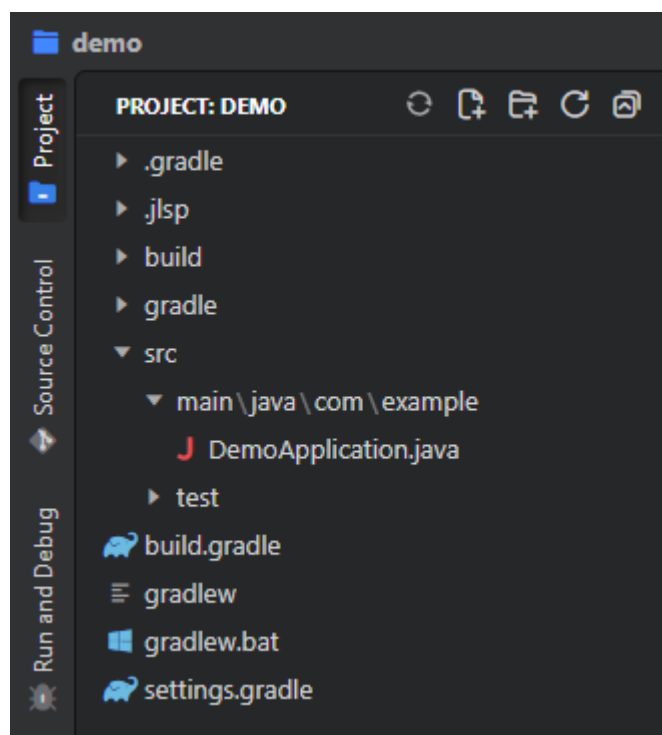 demo
Project
Source Control
Run and Debug
PROJECT: DEMO
.gradle
.jlsp
build
gradle
src
main\java\com\example
J DemoApplication.java
test
build.gradle
gradlew
gradlew.bat
settings.gradle